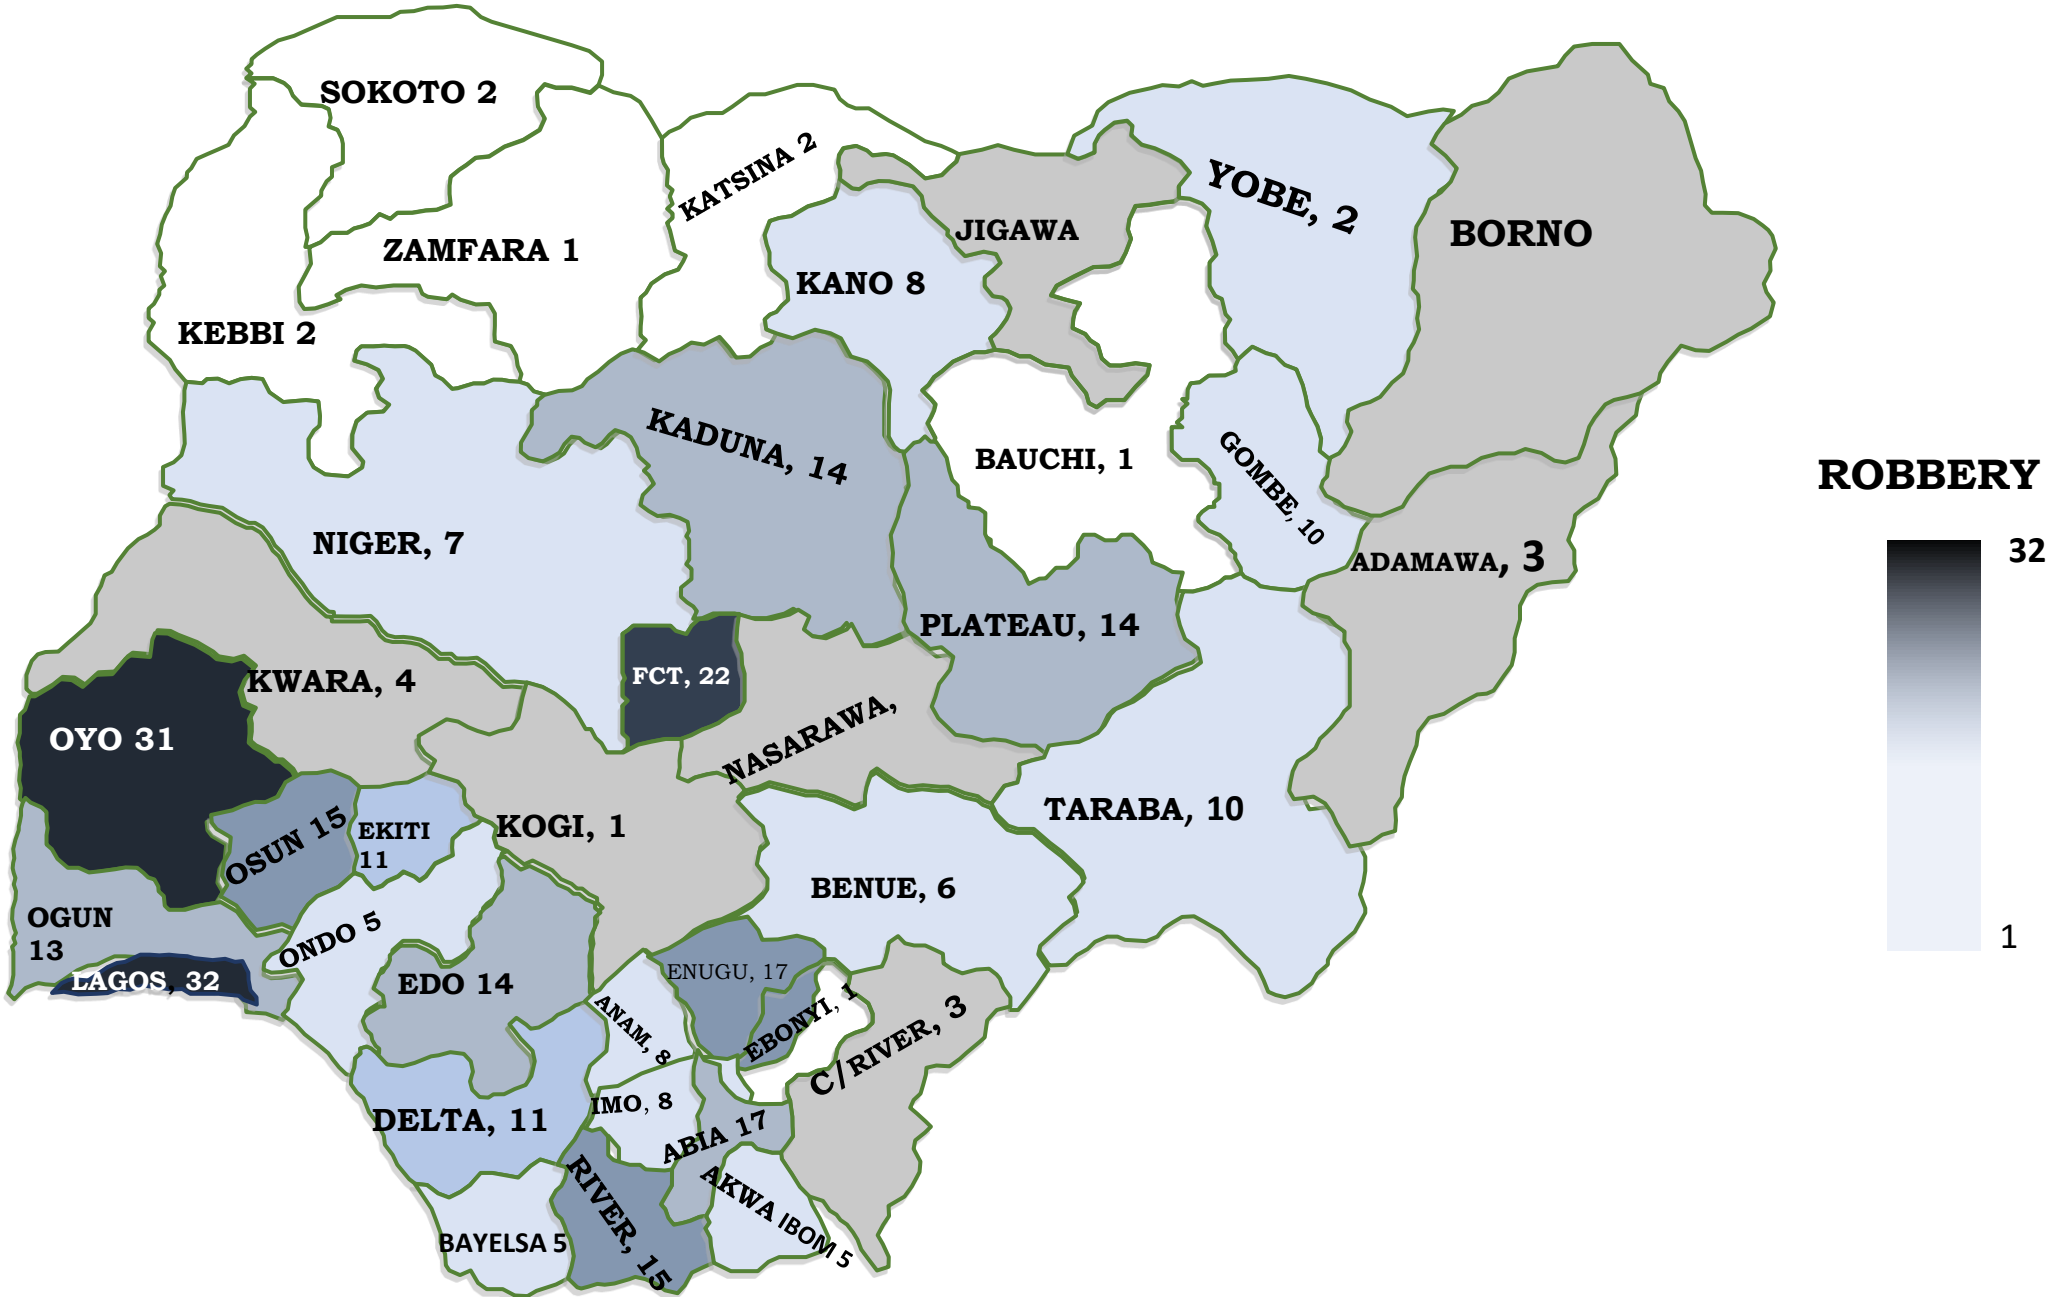 SOKOTO 2
KATSINA 2
YOBE, 2
JIGAWA
BORNO
ZAMFARA 1
KANO 8
KEBBI 2
KADUNA, 14
BAUCHI, 1
GOMBE, 10
ROBBERY
32
1
NIGER, 7
ADAMAWA, 3
PLATEAU, 14
FCT, 22
KWARA, 4
NASARAWA,
OYO 31
TARABA, 10
OSUN 15
EKITI
11
KOGI, 1
BENUE, 6
OGUN
13
ONDO 5
LAGOS, 32
EDO 14
ENUGU, 17
ANAM, 8
EBONYI, 1
C/RIVER, 3
DELTA, 11
IMO, 8
ABIA 17
RIVER, 15
AKWA IBOM 5
BAYELSA 5